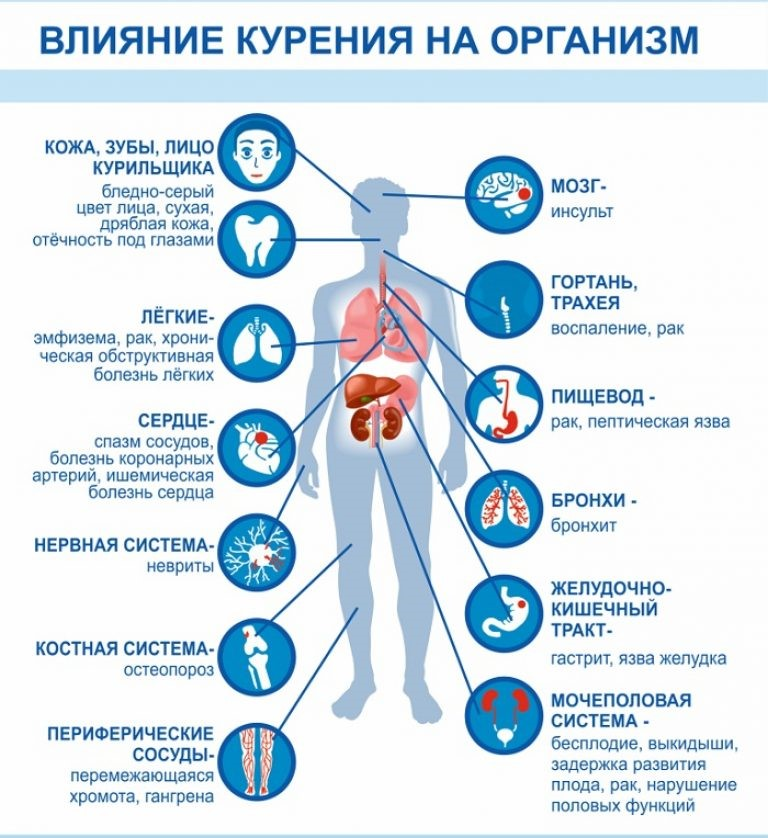 ВЛИЯНИЕ КУРЕНИЯ НА ОРГАНИЗМ
КОЖА, ЗУБЫ, ЛИЦО
КУРИЛЬЩИКА
бледно-серый
цвет лица, сухая,
дряблая кожа,
отёчность под глазами
ЛЁГКИЕ-
эмфизема, рак, хрони-
ческая обструктивная
болезнь лёгких
СЕРДЦЕ-
спазм сосудов,
болезнь коронарных
артерий, ишемическая
болезнь сердца
НЕРВНАЯ СИСТЕМА-
невриты
КОСТНАЯ СИСТЕМА-
остеопороз
ПЕРИФЕРИЧЕСКИЕ
СОСУДЫ-
перемежающаяся
хромота, гангрена
МОЗГ-
инсульт
ГОРТАНЬ,
ТРАХЕЯ
воспаление, рак
ПИЩЕВОД -
рак, пептическая язва
БРОНХИ -
бронхит
ЖЕЛУДОЧНО-
КИШЕЧНЫЙ
ТРАКТ-
гастрит, язва желудка
МОЧЕПОЛОВАЯ
СИСТЕМА -
бесплодие, выкидыши,
задержка развития
плода, рак, нарушение
половых функций